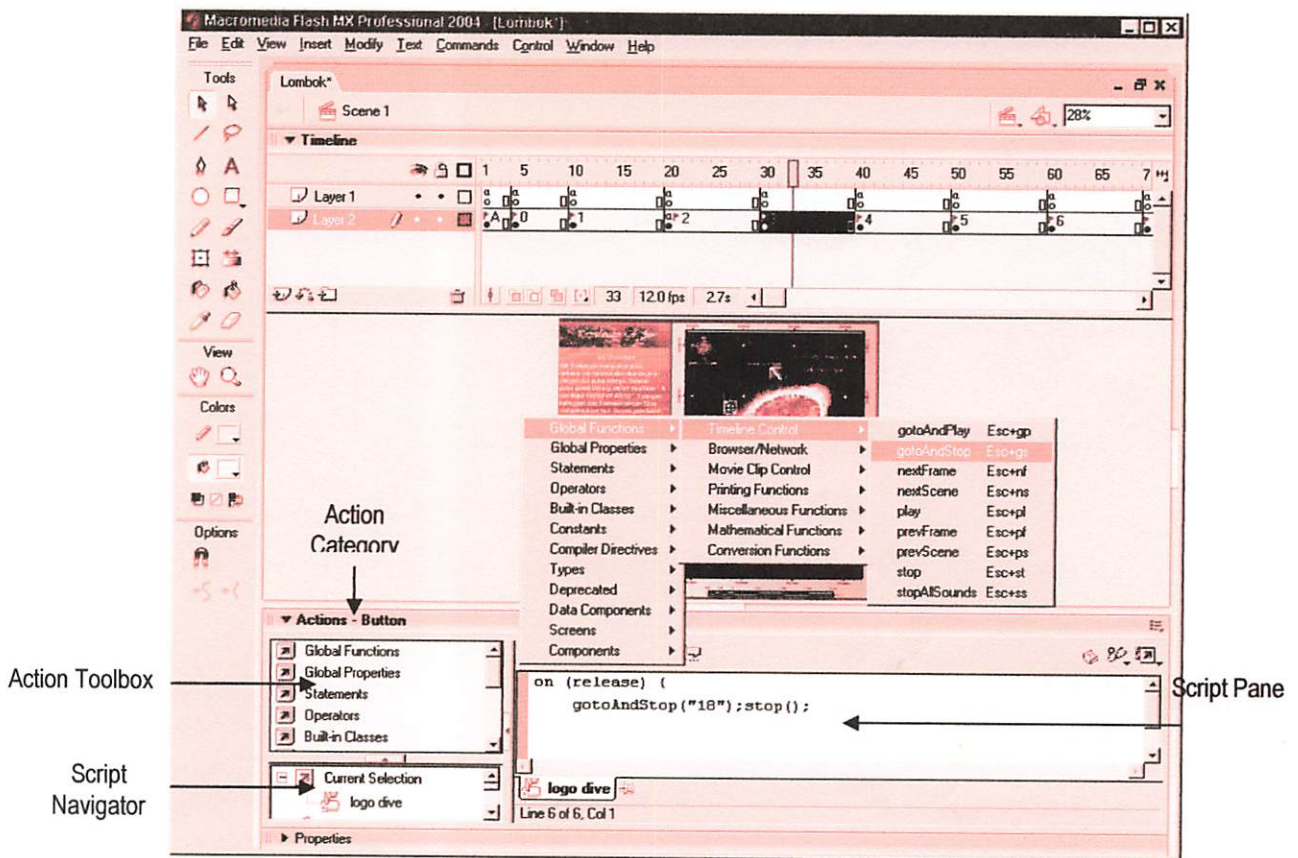 Macromedia Flash MX Professional 2004 - [Lombok*]
File Edit View Insert Modify Text Commands Control Window Help
Tools
Lombok*
Scene 1
28%
Timeline
1 5 10 15 20 25 30 35 40 45 50 55 60 65 7
Layer 1
Layer 2
A 0 1 2 4 5 6
33 12.0 fps 2.7s
View
Colors
Options
Global Functions
Global Properties
Statements
Operators
Built-in Classes
Constants
Compiler Directives
Types
Deprecated
Data Components
Screens
Components
Timeline Control
Browser/Network
Movie Clip Control
Printing Functions
Miscellaneous Functions
Mathematical Functions
Conversion Functions
gotoAndPlay Esc+gp
gotoAndStop Esc+gs
nextFrame Esc+nf
nextScene Esc+ns
play Esc+pl
prevFrame Esc+pf
prevScene Esc+ps
stop Esc+st
stopAllSounds Esc+ss
Action
Category
Actions - Button
Global Functions
Global Properties
Statements
Operators
Built-in Classes
Action Toolbox
on (release) {
gotoAndStop("18");stop();
Script Pane
Script
Navigator
Current Selection
logo dive
logo dive
Line 6 of 6, Col 1
Properties